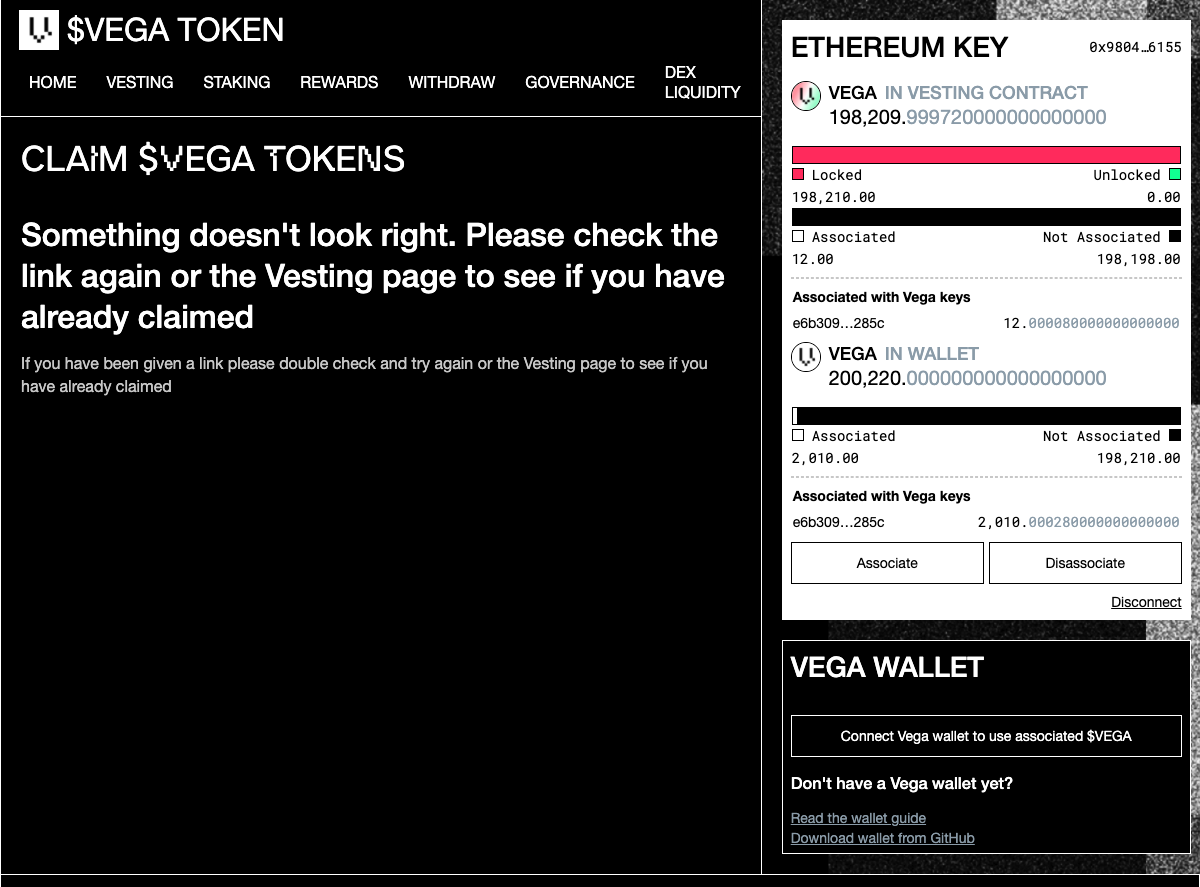 $VEGA TOKEN
HOME VESTING STAKING REWARDS WITHDRAW GOVERNANCE DEX LIQUIDITY
CLAIM $VEGA TOKENS
Something doesn't look right. Please check the
link again or the Vesting page to see if you have
already claimed
If you have been given a link please double check and try again or the Vesting page to see if you
have already claimed
ETHEREUM KEY 0x9804…6155
VEGA IN VESTING CONTRACT
198,209.999720000000000000
Locked Unlocked
198,210.00 0.00
Associated Not Associated
12.00 198,198.00
Associated with Vega keys
e6b309…285c 12.000080000000000000
VEGA IN WALLET
200,220.000000000000000000
Associated Not Associated
2,010.00 198,210.00
Associated with Vega keys
e6b309…285c 2,010.000280000000000000
Associate Disassociate
Disconnect
VEGA WALLET
Connect Vega wallet to use associated $VEGA
Don't have a Vega wallet yet?
Read the wallet guide
Download wallet from GitHub